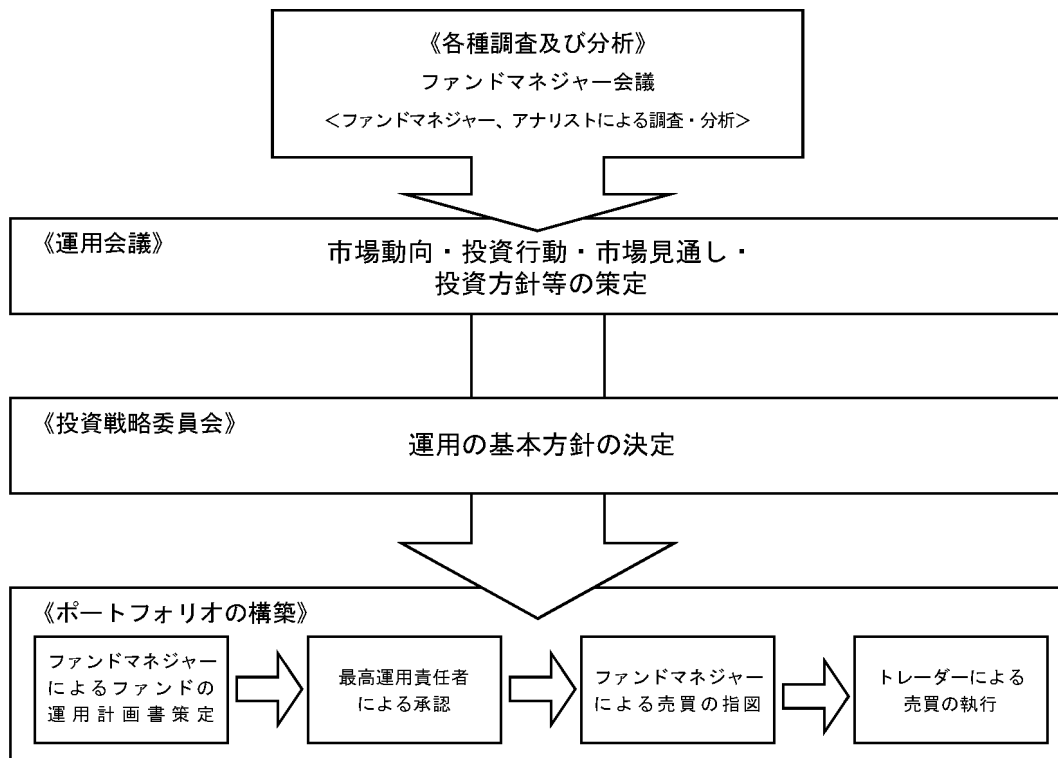 《各種調査及び分析》
ファンドマネジャー会議
＜ファンドマネジャー、アナリストによる調査・分析＞
《運用会議》
市場動向・投資行動・市場見通し・
投資方針等の策定
《投資戦略委員会》
運用の基本方針の決定
《ポートフォリオの構築》
ファンドマネジャー
によるファンドの
運用計画書策定
最高運用責任者
による承認
ファンドマネジャー
による売買の指図
トレーダーによる
売買の執行